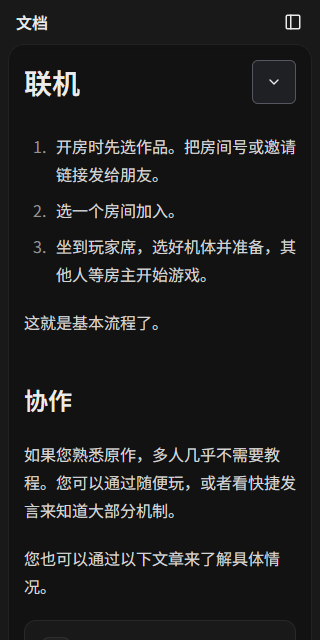 文档
联机
1. 开房时先选作品。把房间号或邀请
链接发给朋友。
2. 选一个房间加入。
3. 坐到玩家席，选好机体并准备，其
他人等房主开始游戏。
这就是基本流程了。
协作
如果您熟悉原作，多人几乎不需要教
程。您可以通过随便玩，或者看快捷发
言来知道大部分机制。
您也可以通过以下文章来了解具体情
况。